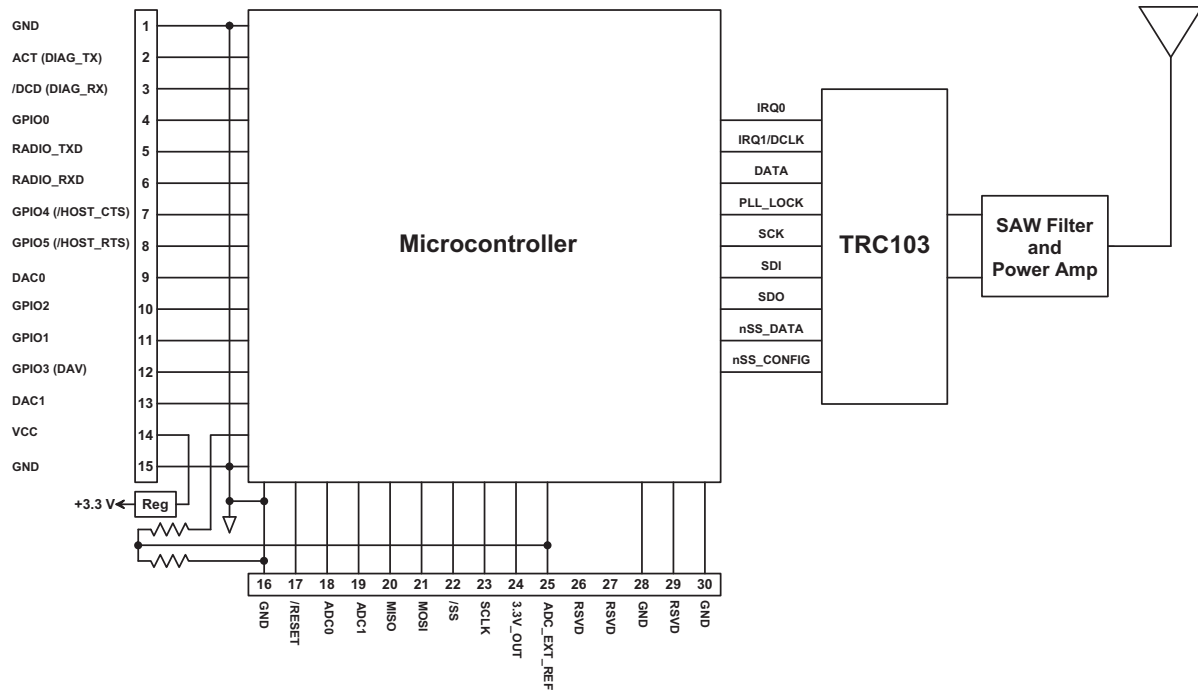 GND 1
ACT (DIAG_TX) 2
/DCD (DIAG_RX) 3
GPIO0 4
RADIO_TXD 5
RADIO_RXD 6
GPIO4 (/HOST_CTS) 7
GPIO5 (/HOST_RTS) 8
DAC0 9
GPIO2 10
GPIO1 11
GPIO3 (DAV) 12
DAC1 13
VCC 14
GND 15
+3.3 V
Reg
Microcontroller
IRQ0
IRQ1/DCLK
DATA
PLL_LOCK
SCK
SDI
SDO
nSS_DATA
nSS_CONFIG
TRC103
SAW Filter
and
Power Amp
16 17 18 19 20 21 22 23 24 25 26 27 28 29 30
GND
/RESET
ADC0
ADC1
MISO
MOSI
/SS
SCLK
3.3V_OUT
ADC_EXT_REF
RSVD
RSVD
GND
RSVD
GND